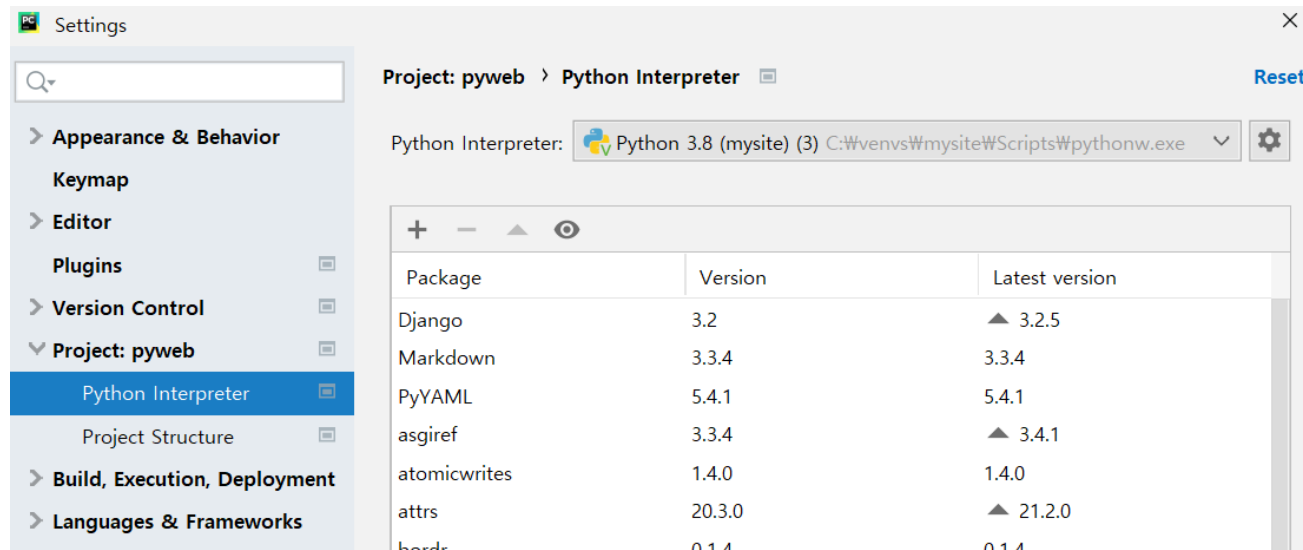 PC
Settings
Project: pyweb > Python Interpreter
Reset
Appearance & Behavior
Python Interpreter: Python 3.8 (mysite) (3) C:₩venvs₩mysite₩Scripts₩pythonw.exe
Keymap
Editor
Plugins
Version Control
Project: pyweb
Python Interpreter
Project Structure
Build, Execution, Deployment
Languages & Frameworks
Package Version Latest version
Django 3.2 3.2.5
Markdown 3.3.4 3.3.4
PyYAML 5.4.1 5.4.1
asgiref 3.3.4 3.4.1
atomicwrites 1.4.0 1.4.0
attrs 20.3.0 21.2.0